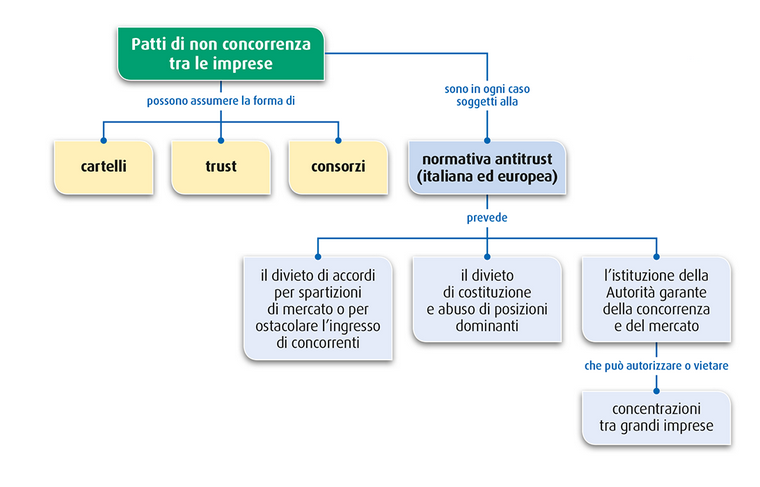 Patti di non concorrenza
tra le imprese
possono assumere la forma di
sono in ogni caso
soggetti alla
cartelli
trust
consorzi
normativa antitrust
(italiana ed europea)
prevede
il divieto di accordi
per spartizioni
di mercato o per
ostacolare l'ingresso
di concorrenti
il divieto
di costituzione
e abuso di posizioni
dominanti
l'istituzione della
Autorità garante
della concorrenza
e del mercato
che può autorizzare o vietare
concentrazioni
tra grandi imprese